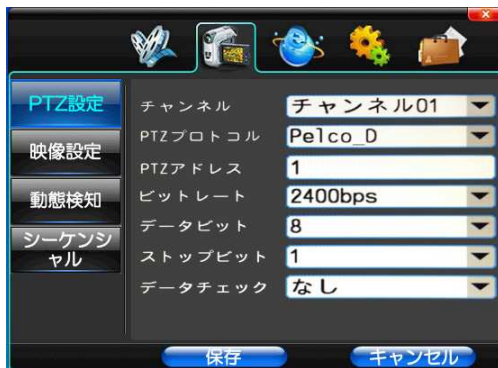 PTZ設定
映像設定
動態検知
シーケンシ
ャル
チャンネル チャンネル01
PTZプロトコル Pelco_D
PTZアドレス 1
ビットレート 2400bps
データビット 8
ストップビット 1
データチェック なし
保存 キャンセル